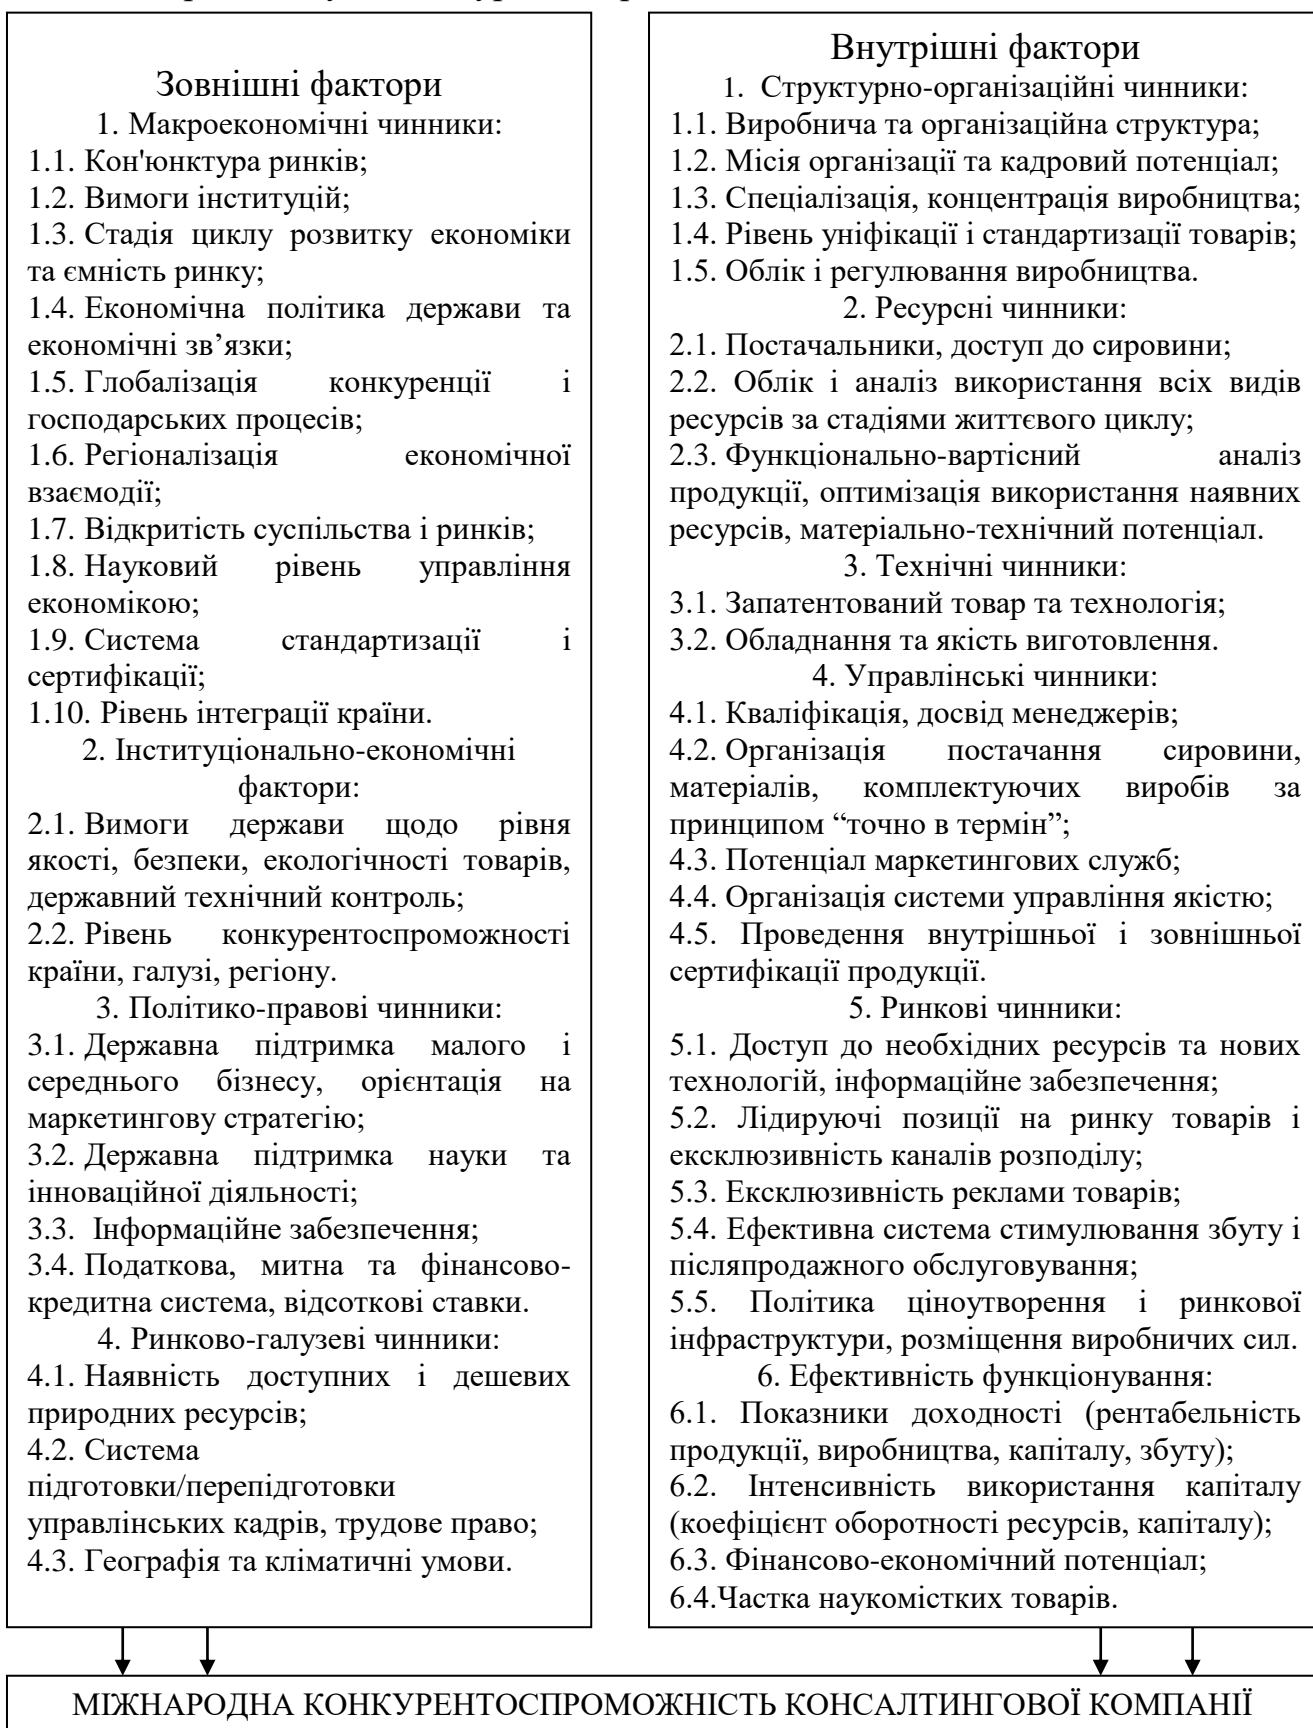 Зовнішні фактори
1. Макроекономічні чинники:
1.1. Кон'юнктура ринків;
1.2. Вимоги інституцій;
1.3. Стадія циклу розвитку економіки
та ємність ринку;
1.4. Економічна політика держави та
економічні зв’язки;
1.5. Глобалізація конкуренції і
господарських процесів;
1.6. Регіоналізація економічної
взаємодії;
1.7. Відкритість суспільства і ринків;
1.8. Науковий рівень управління
економікою;
1.9. Система стандартизації і
сертифікації;
1.10. Рівень інтеграції країни.
2. Інституціонально-економічні
фактори:
2.1. Вимоги держави щодо рівня
якості, безпеки, екологічності товарів,
державний технічний контроль;
2.2. Рівень конкурентоспроможності
країни, галузі, регіону.
3. Політико-правові чинники:
3.1. Державна підтримка малого і
середнього бізнесу, орієнтація на
маркетингову стратегію;
3.2. Державна підтримка науки та
інноваційної діяльності;
3.3. Інформаційне забезпечення;
3.4. Податкова, митна та фінансово-
кредитна система, відсоткові ставки.
4. Ринково-галузеві чинники:
4.1. Наявність доступних і дешевих
природних ресурсів;
4.2. Система
підготовки/перепідготовки
управлінських кадрів, трудове право;
4.3. Географія та кліматичні умови.
Внутрішні фактори
1. Структурно-організаційні чинники:
1.1. Виробнича та організаційна структура;
1.2. Місія організації та кадровий потенціал;
1.3. Спеціалізація, концентрація виробництва;
1.4. Рівень уніфікації і стандартизації товарів;
1.5. Облік і регулювання виробництва.
2. Ресурсні чинники:
2.1. Постачальники, доступ до сировини;
2.2. Облік і аналіз використання всіх видів
ресурсів за стадіями життєвого циклу;
2.3. Функціонально-вартісний аналіз
продукції, оптимізація використання наявних
ресурсів, матеріально-технічний потенціал.
3. Технічні чинники:
3.1. Запатентований товар та технологія;
3.2. Обладнання та якість виготовлення.
4. Управлінські чинники:
4.1. Кваліфікація, досвід менеджерів;
4.2. Організація постачання сировини,
матеріалів, комплектуючих виробів за
принципом “точно в термін”;
4.3. Потенціал маркетингових служб;
4.4. Організація системи управління якістю;
4.5. Проведення внутрішньої і зовнішньої
сертифікації продукції.
5. Ринкові чинники:
5.1. Доступ до необхідних ресурсів та нових
технологій, інформаційне забезпечення;
5.2. Лідируючі позиції на ринку товарів і
ексклюзивність каналів розподілу;
5.3. Ексклюзивність реклами товарів;
5.4. Ефективна система стимулювання збуту і
післяпродажного обслуговування;
5.5. Політика ціноутворення і ринкової
інфраструктури, розміщення виробничих сил.
6. Ефективність функціонування:
6.1. Показники доходності (рентабельність
продукції, виробництва, капіталу, збуту);
6.2. Інтенсивність використання капіталу
(коефіцієнт оборотності ресурсів, капіталу);
6.3. Фінансово-економічний потенціал;
6.4.Частка наукомістких товарів.
МІЖНАРОДНА КОНКУРЕНТОСПРОМОЖНІСТЬ КОНСАЛТИНГОВОЇ КОМПАНІЇ